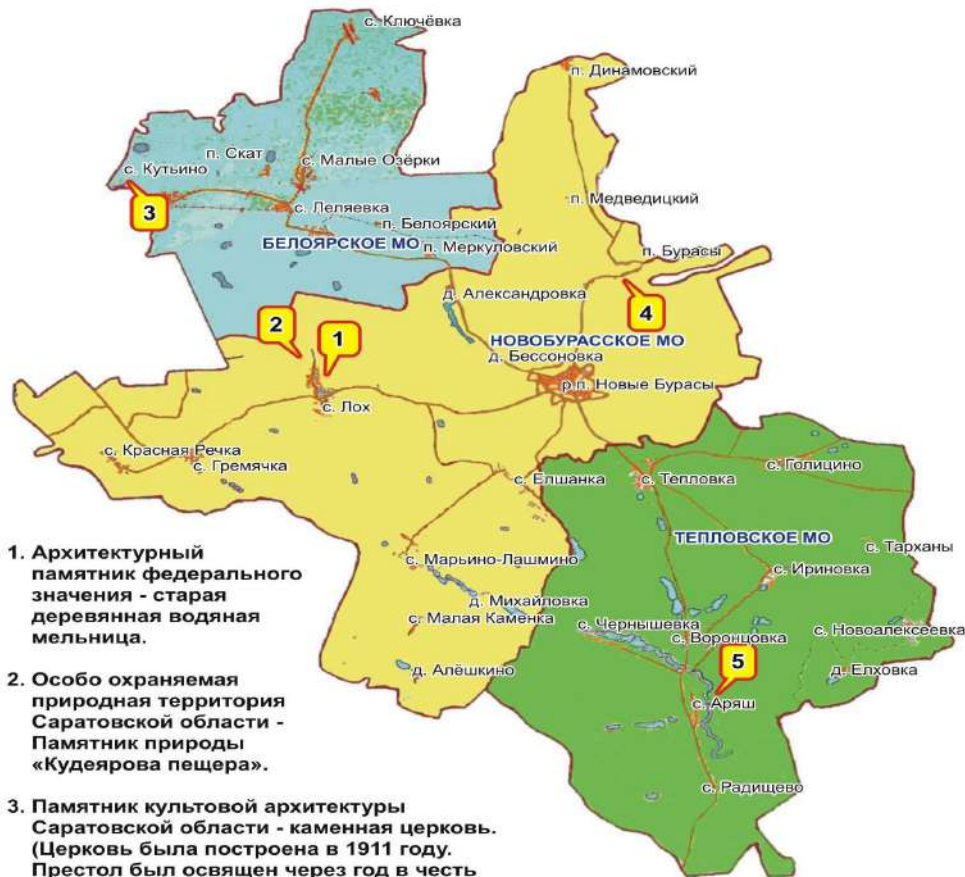 с. Ключёвка
п. Динамовский
п. Скат
с. Малые Озёрки
с. Кутьино
3
с. Леляевка
п. Медведицкий
п. Белоярский
БЕЛОЯРСКОЕ МО
п. Меркуловский
п. Бурасы
д. Александровка
4
2
1
НОВОБУРАССКОЕ МО
д. Бессоновка
р.п. Новые Бурасы
с. Лох
с. Красная Речка
с. Гремячка
с. Елшанка
с. Тепловка
с. Голицино
ТЕПЛОВСКОЕ МО
с. Тарханы
с. Марьино-Лашмино
с. Ириновка
д. Михайловка
с. Малая Каменка
с. Чернышевка
с. Воронцовка
с. Новоалексеевка
5
д. Алёшкино
д. Елховка
с. Аряш
с. Радищево
1. Архитектурный
памятник федерального
значения - старая
деревянная водяная
мельница.
2. Особо охраняемая
природная территория
Саратовской области -
Памятник природы
«Кудеярова пещера».
3. Памятник культовой архитектуры
Саратовской области - каменная церковь.
(Церковь была построена в 1911 году.
Престол был освящен через год в честь